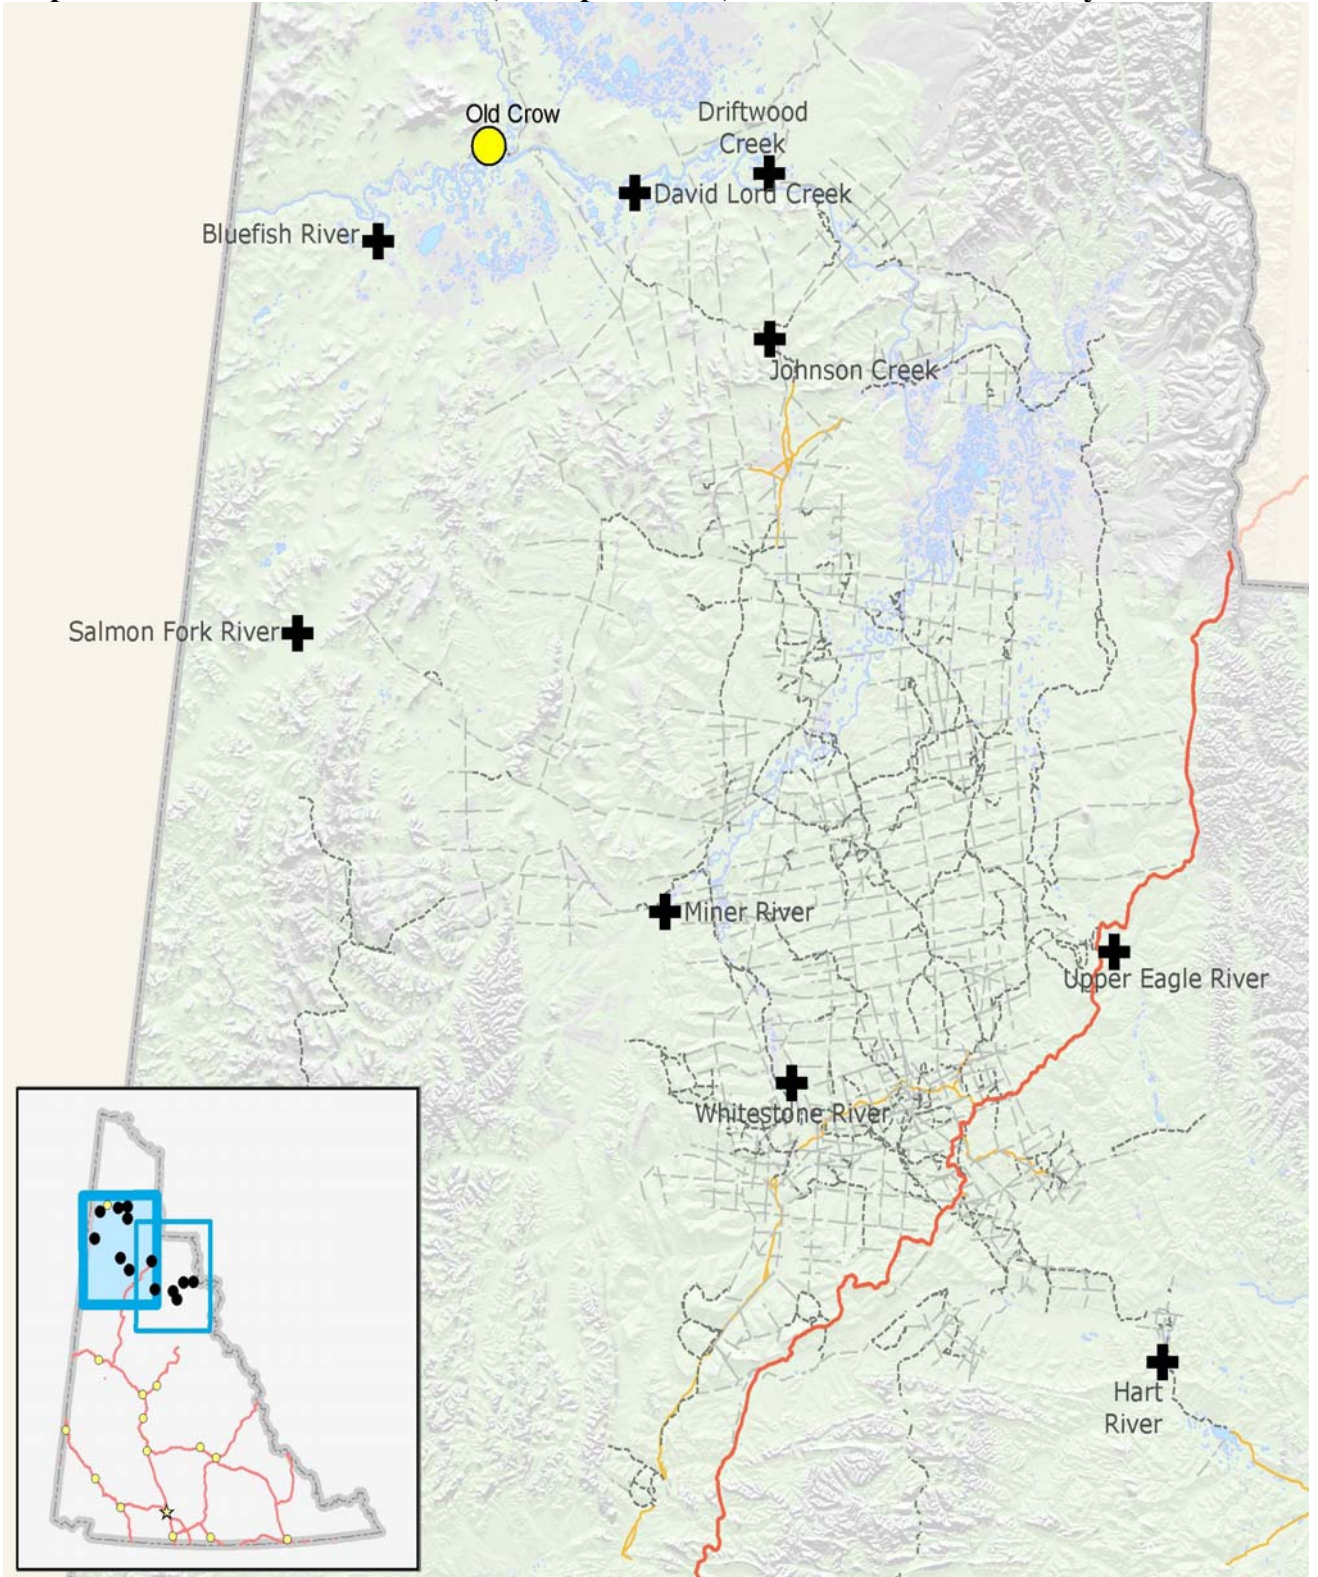 Old Crow
Driftwood
Creek
David Lord Creek
Bluefish River
Johnson Creek
Salmon Fork River
Miner River
Upper Eagle River
Whitestone River
Hart
River